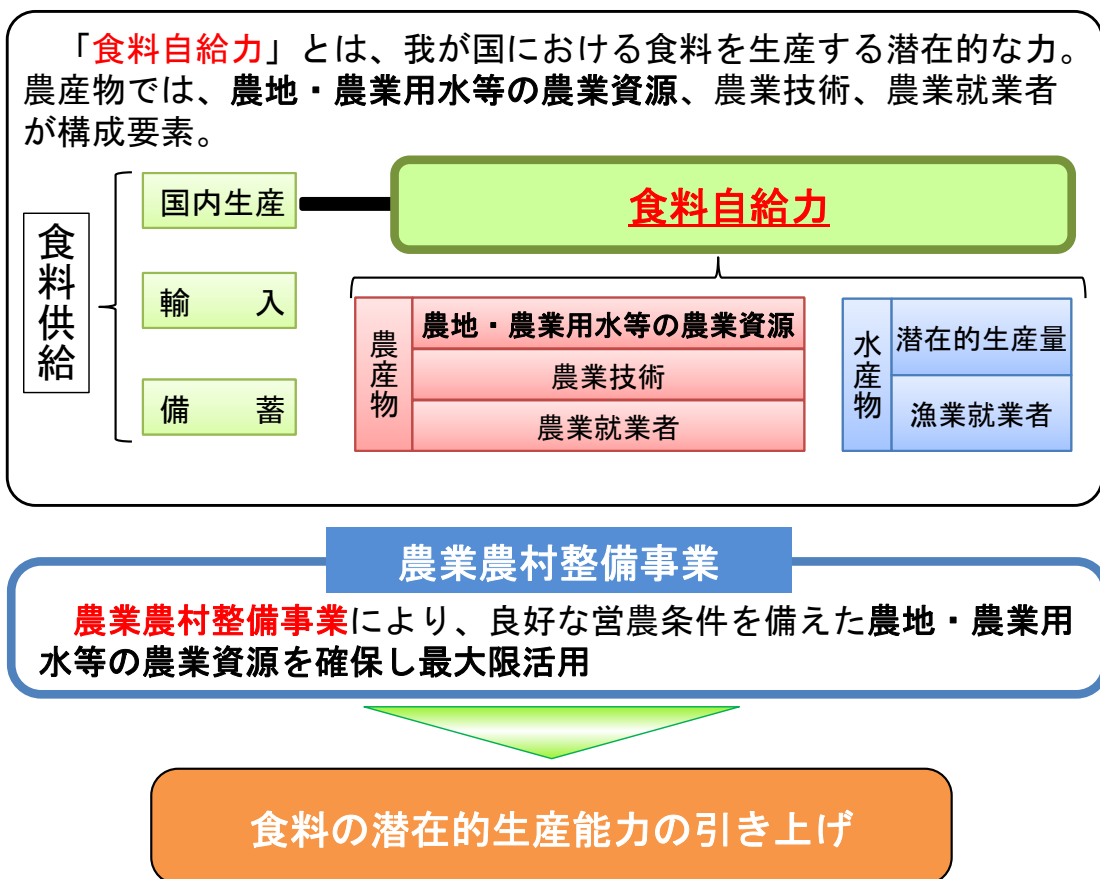 「食料自給力」とは、我が国における食料を生産する潜在的な力。
農産物では、農地・農業用水等の農業資源、農業技術、農業就業者
が構成要素。
食料供給
国内生産
輸　　入
備　　蓄
食料自給力
農産物
農地・農業用水等の農業資源
農業技術
農業就業者
水産物
潜在的生産量
漁業就業者
農業農村整備事業
農業農村整備事業により、良好な営農条件を備えた農地・農業用
水等の農業資源を確保し最大限活用
食料の潜在的生産能力の引き上げ